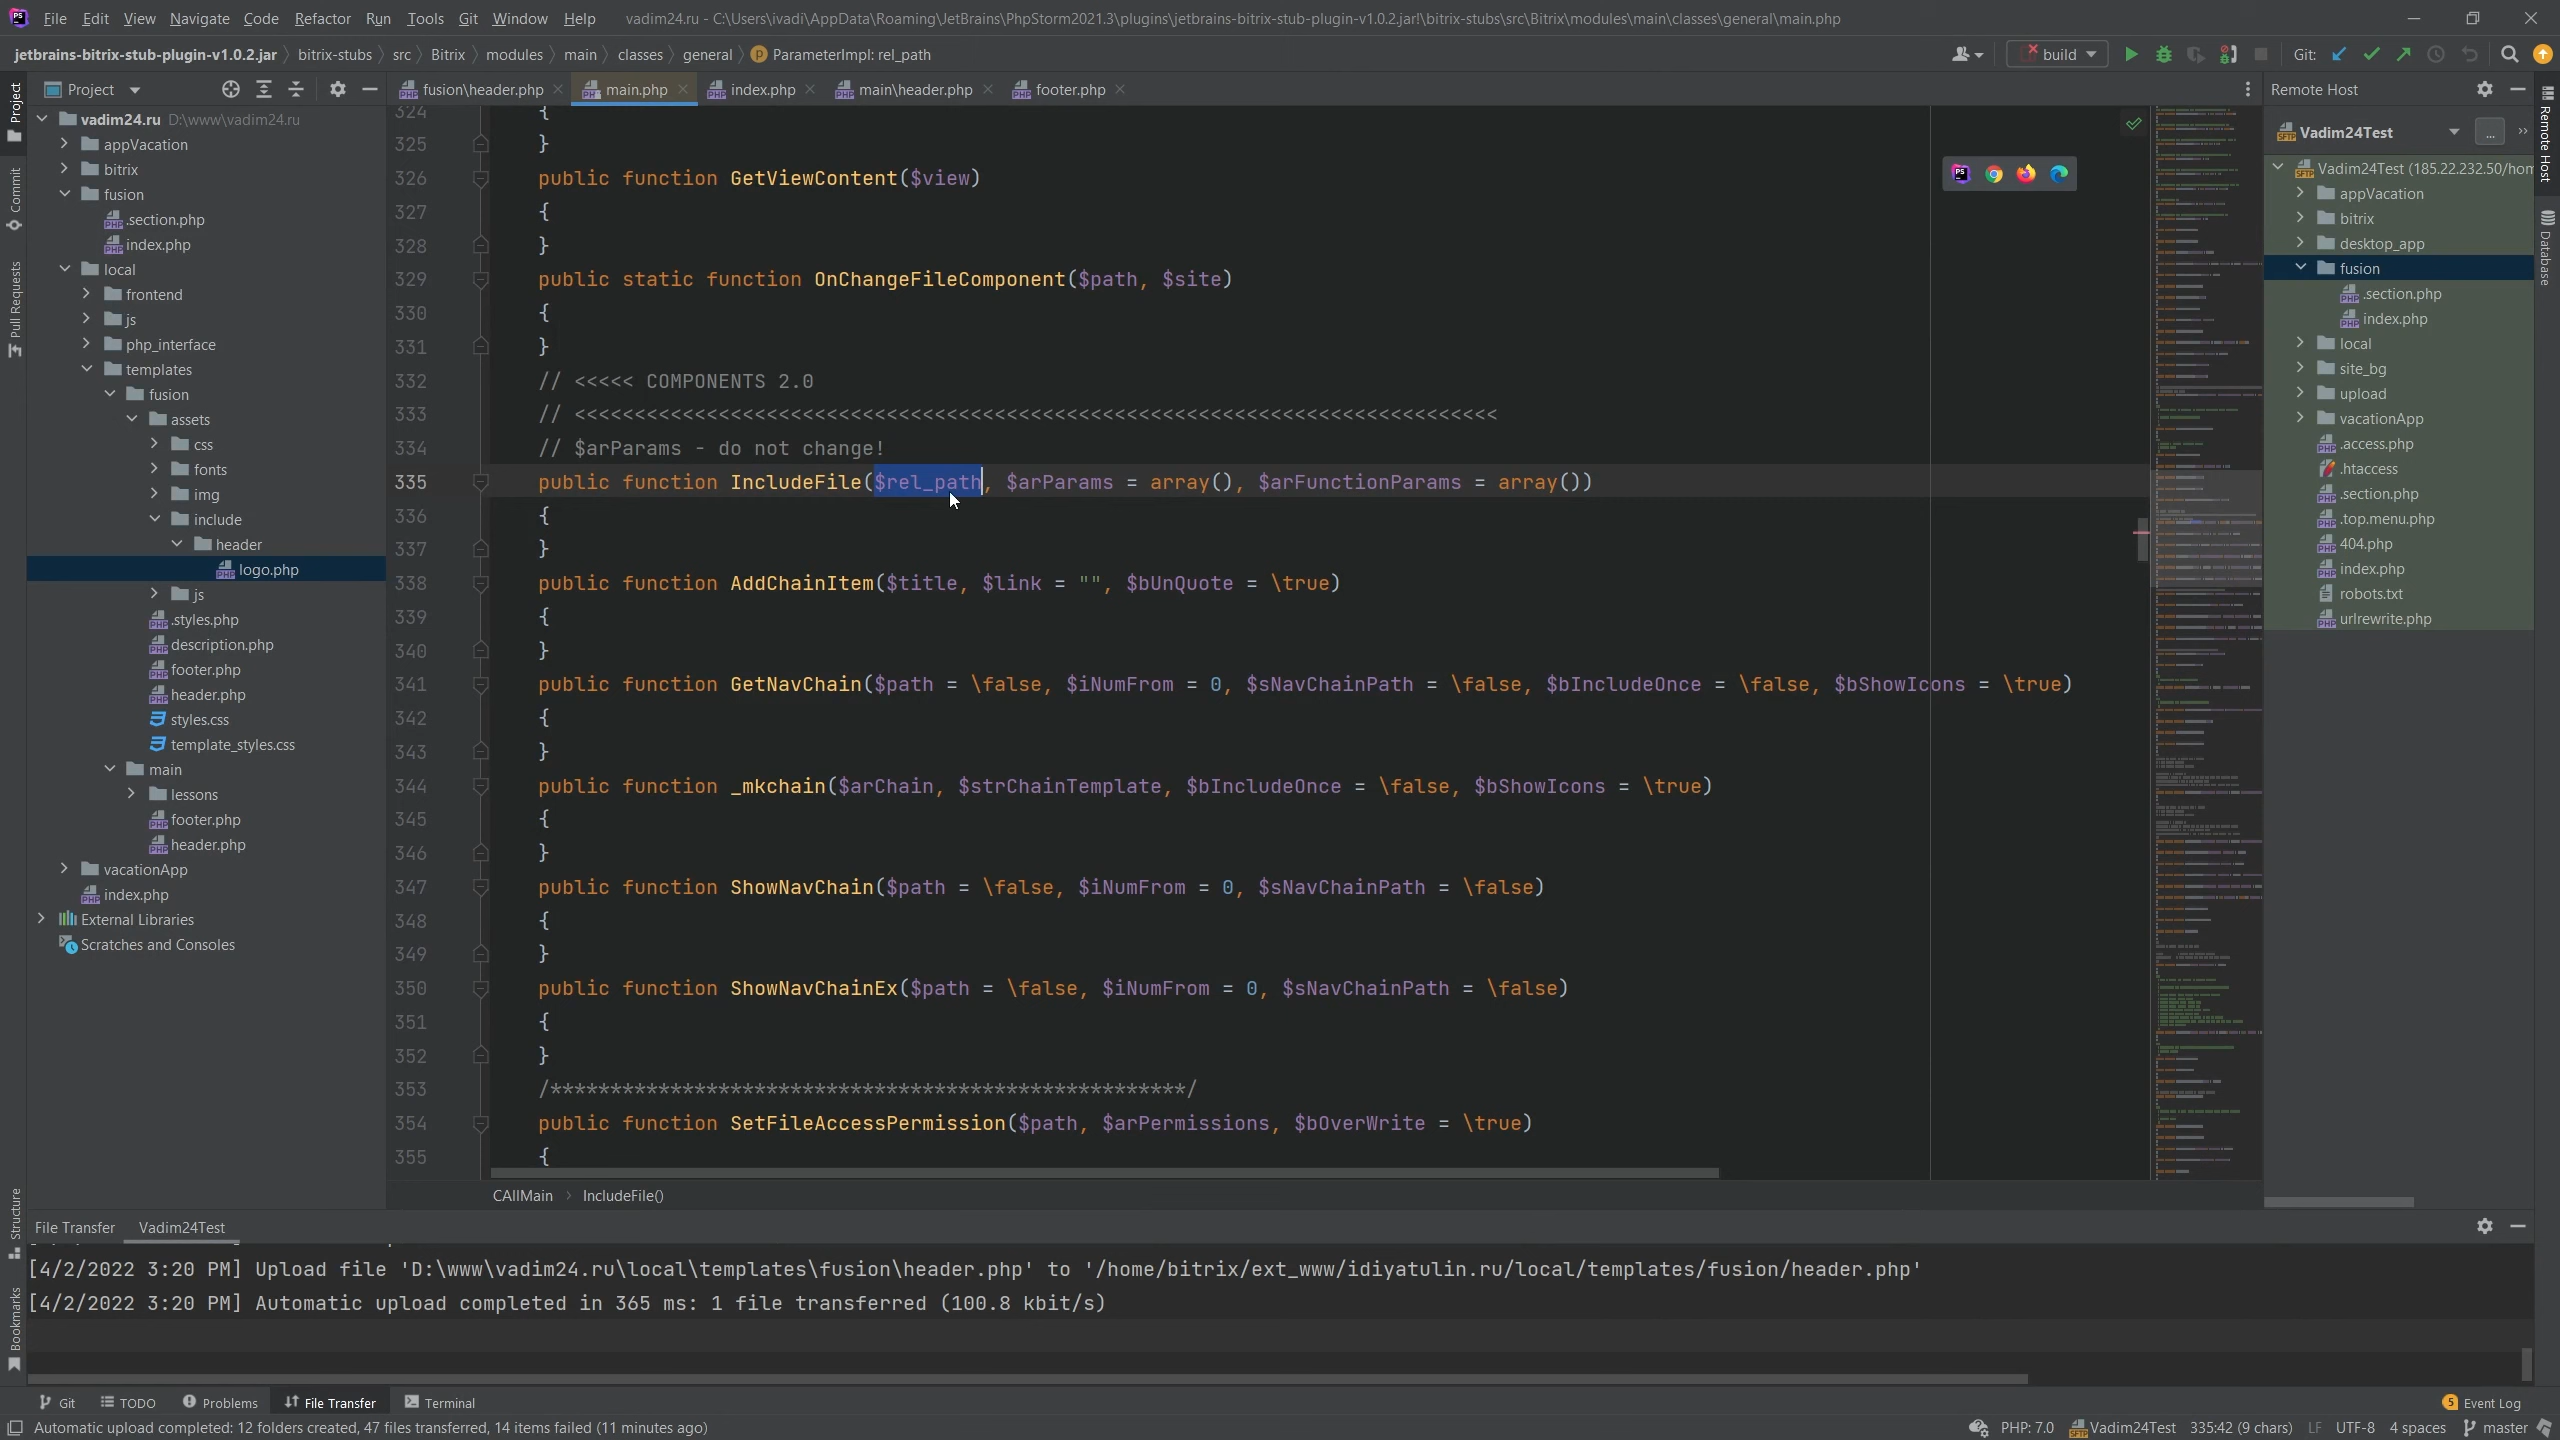 File Edit View Navigate Code Refactor Run Tools Git Window Help vadim24.ru - C:\Users\ivadi\AppData\Roaming\JetBrains\PhpStorm2021.3\plugins\jetbrains-bitrix-stub-plugin-v1.0.2.jar!\bitrix-stubs\src\Bitrix\modules\main\classes\general\main.php
jetbrains-bitrix-stub-plugin-v1.0.2.jar bitrix-stubs src Bitrix modules main classes general ParameterImpl: rel_path build Git:
Project
fusion\header.php main.php index.php main\header.php footer.php
Remote Host
Project
Commit
Pull Requests
Structure
Bookmarks
vadim24.ru D:\www\vadim24.ru
appVacation
bitrix
fusion
.section.php
index.php
local
frontend
js
php_interface
templates
fusion
assets
css
fonts
img
include
header
logo.php
js
.styles.php
description.php
footer.php
header.php
styles.css
template_styles.css
main
lessons
footer.php
header.php
vacationApp
index.php
External Libraries
Scratches and Consoles
324 {
325 }
326 public function GetViewContent($view)
327 {
328 }
329 public static function OnChangeFileComponent($path, $site)
330 {
331 }
332 // <<<<< COMPONENTS 2.0
333 // <<<<<<<<<<<<<<<<<<<<<<<<<<<<<<<<<<<<<<<<<<<<<<<<<<<<<<<<<<<<<<<<<<<<<<<<<<<<<
334 // $arParams - do not change!
335 public function IncludeFile($rel_path, $arParams = array(), $arFunctionParams = array())
336 {
337 }
338 public function AddChainItem($title, $link = "", $bUnQuote = \true)
339 {
340 }
341 public function GetNavChain($path = \false, $iNumFrom = 0, $sNavChainPath = \false, $bIncludeOnce = \false, $bShowIcons = \true)
342 {
343 }
344 public function _mkchain($arChain, $strChainTemplate, $bIncludeOnce = \false, $bShowIcons = \true)
345 {
346 }
347 public function ShowNavChain($path = \false, $iNumFrom = 0, $sNavChainPath = \false)
348 {
349 }
350 public function ShowNavChainEx($path = \false, $iNumFrom = 0, $sNavChainPath = \false)
351 {
352 }
353 /*****************************************************/
354 public function SetFileAccessPermission($path, $arPermissions, $bOverWrite = \true)
355 {
CAllMain IncludeFile()
Vadim24Test ...
Vadim24Test (185.22.232.50/hom
appVacation
bitrix
desktop_app
fusion
.section.php
index.php
local
site_bg
upload
vacationApp
.access.php
.htaccess
.section.php
.top.menu.php
404.php
index.php
robots.txt
urlrewrite.php
Remote Host
Database
File Transfer Vadim24Test
[4/2/2022 3:20 PM] Upload file 'D:\www\vadim24.ru\local\templates\fusion\header.php' to '/home/bitrix/ext_www/idiyatulin.ru/local/templates/fusion/header.php'
[4/2/2022 3:20 PM] Automatic upload completed in 365 ms: 1 file transferred (100.8 kbit/s)
Git TODO Problems File Transfer Terminal 5 Event Log
Automatic upload completed: 12 folders created, 47 files transferred, 14 items failed (11 minutes ago) PHP: 7.0 Vadim24Test 335:42 (9 chars) LF UTF-8 4 spaces master